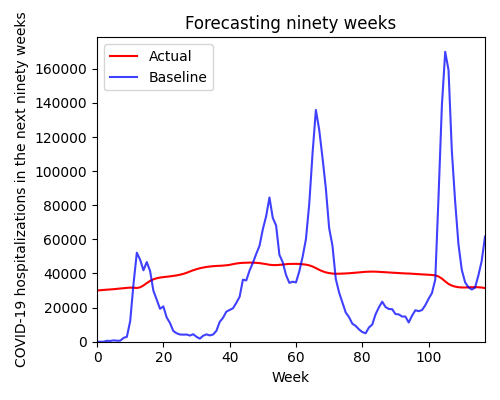 Forecasting ninety weeks
COVID-19 hospitalizations in the next ninety weeks
Actual
Baseline
160000
140000
120000
100000
80000
60000
40000
20000
0
0 20 40 60 80 100
Week